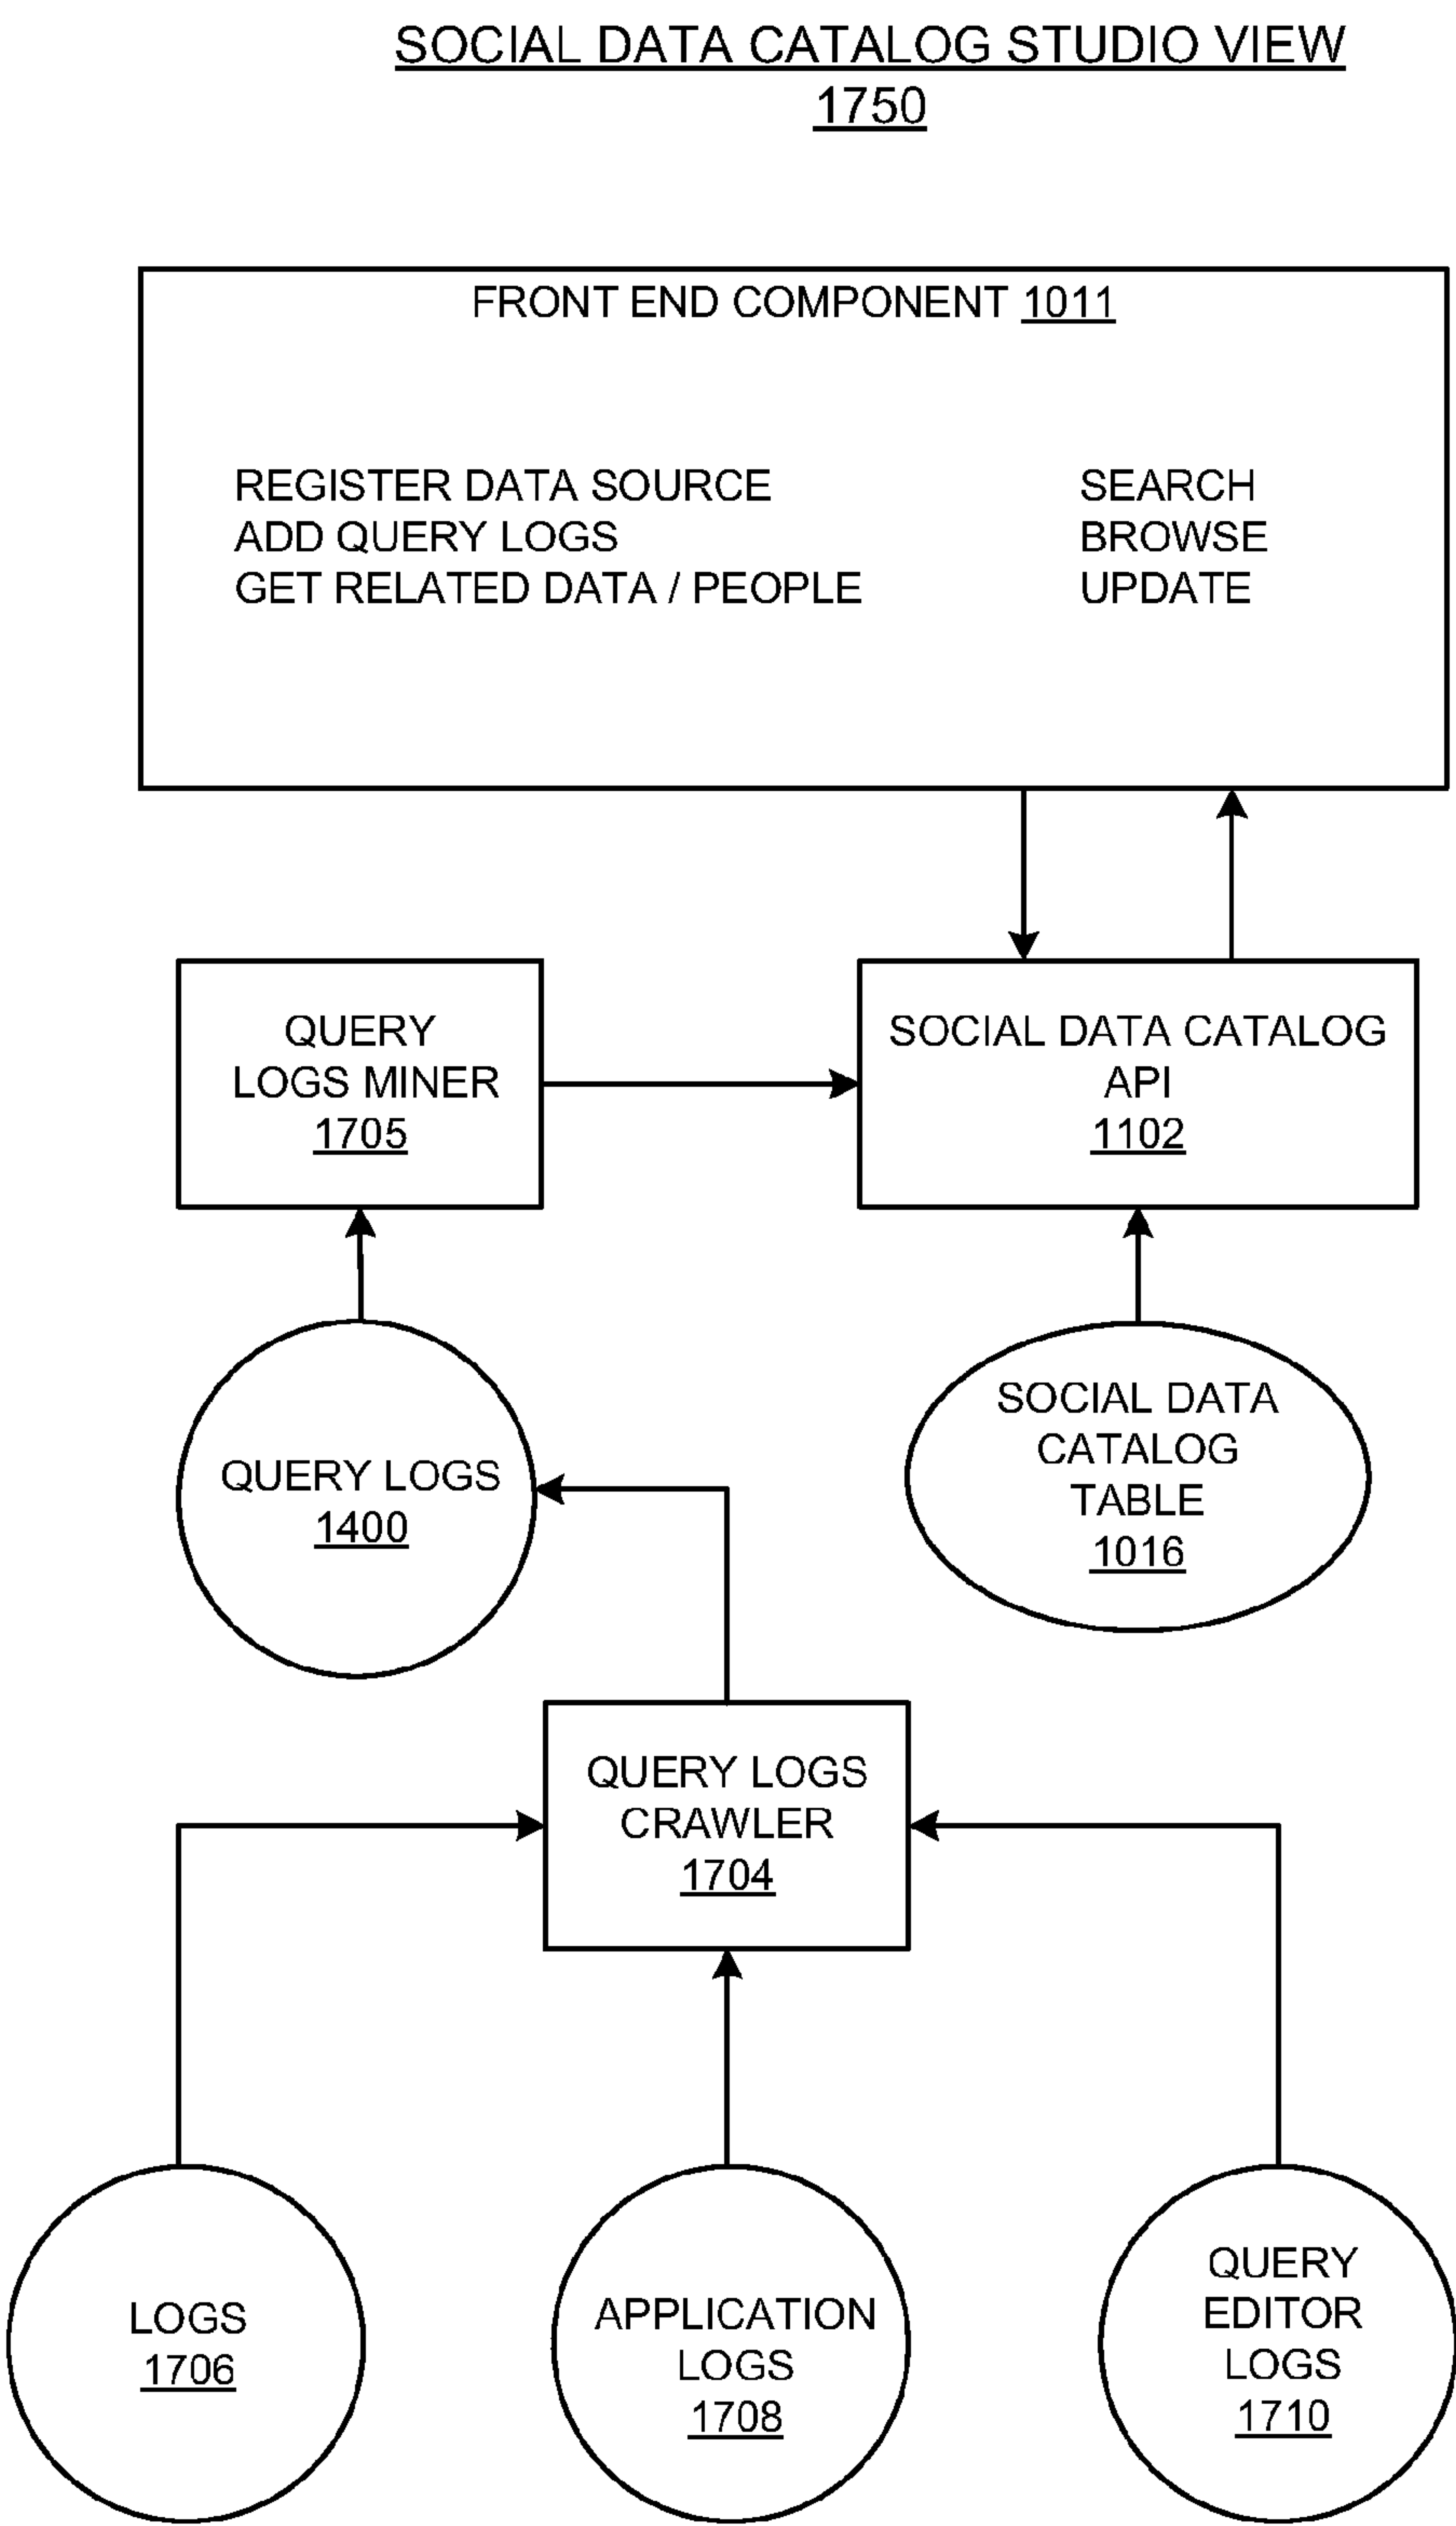 SOCIAL DATA CATALOG STUDIO VIEW
1750
FRONT END COMPONENT 1011
REGISTER DATA SOURCE
ADD QUERY LOGS
GET RELATED DATA / PEOPLE
SEARCH
BROWSE
UPDATE
QUERY
LOGS MINER
1705
SOCIAL DATA CATALOG
API
1102
QUERY LOGS
1400
SOCIAL DATA
CATALOG
TABLE
1016
QUERY LOGS
CRAWLER
1704
LOGS
1706
APPLICATION
LOGS
1708
QUERY
EDITOR
LOGS
1710